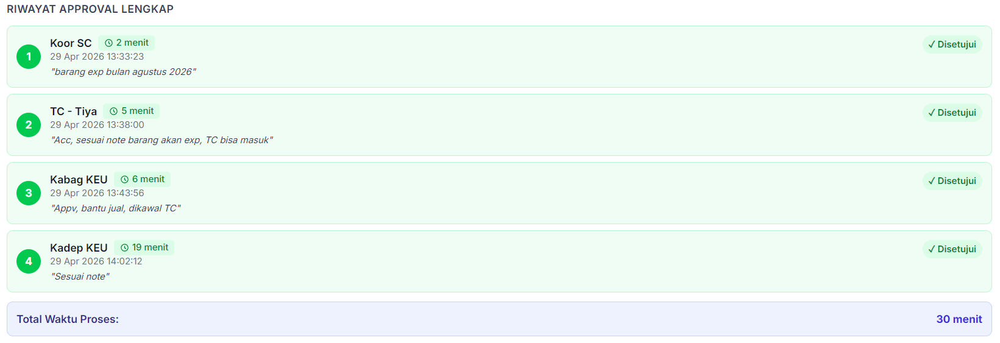 RIWAYAT APPROVAL LENGKAP
1
Koor SC 2 menit
✓ Disetujui
29 Apr 2026 13:33:23
"barang exp bulan agustus 2026"
2
TC - Tiya 5 menit
✓ Disetujui
29 Apr 2026 13:38:00
"Acc, sesuai note barang akan exp, TC bisa masuk"
3
Kabag KEU 6 menit
✓ Disetujui
29 Apr 2026 13:43:56
"Appv, bantu jual, dikawal TC"
4
Kadep KEU 19 menit
✓ Disetujui
29 Apr 2026 14:02:12
"Sesuai note"
Total Waktu Proses: 30 menit